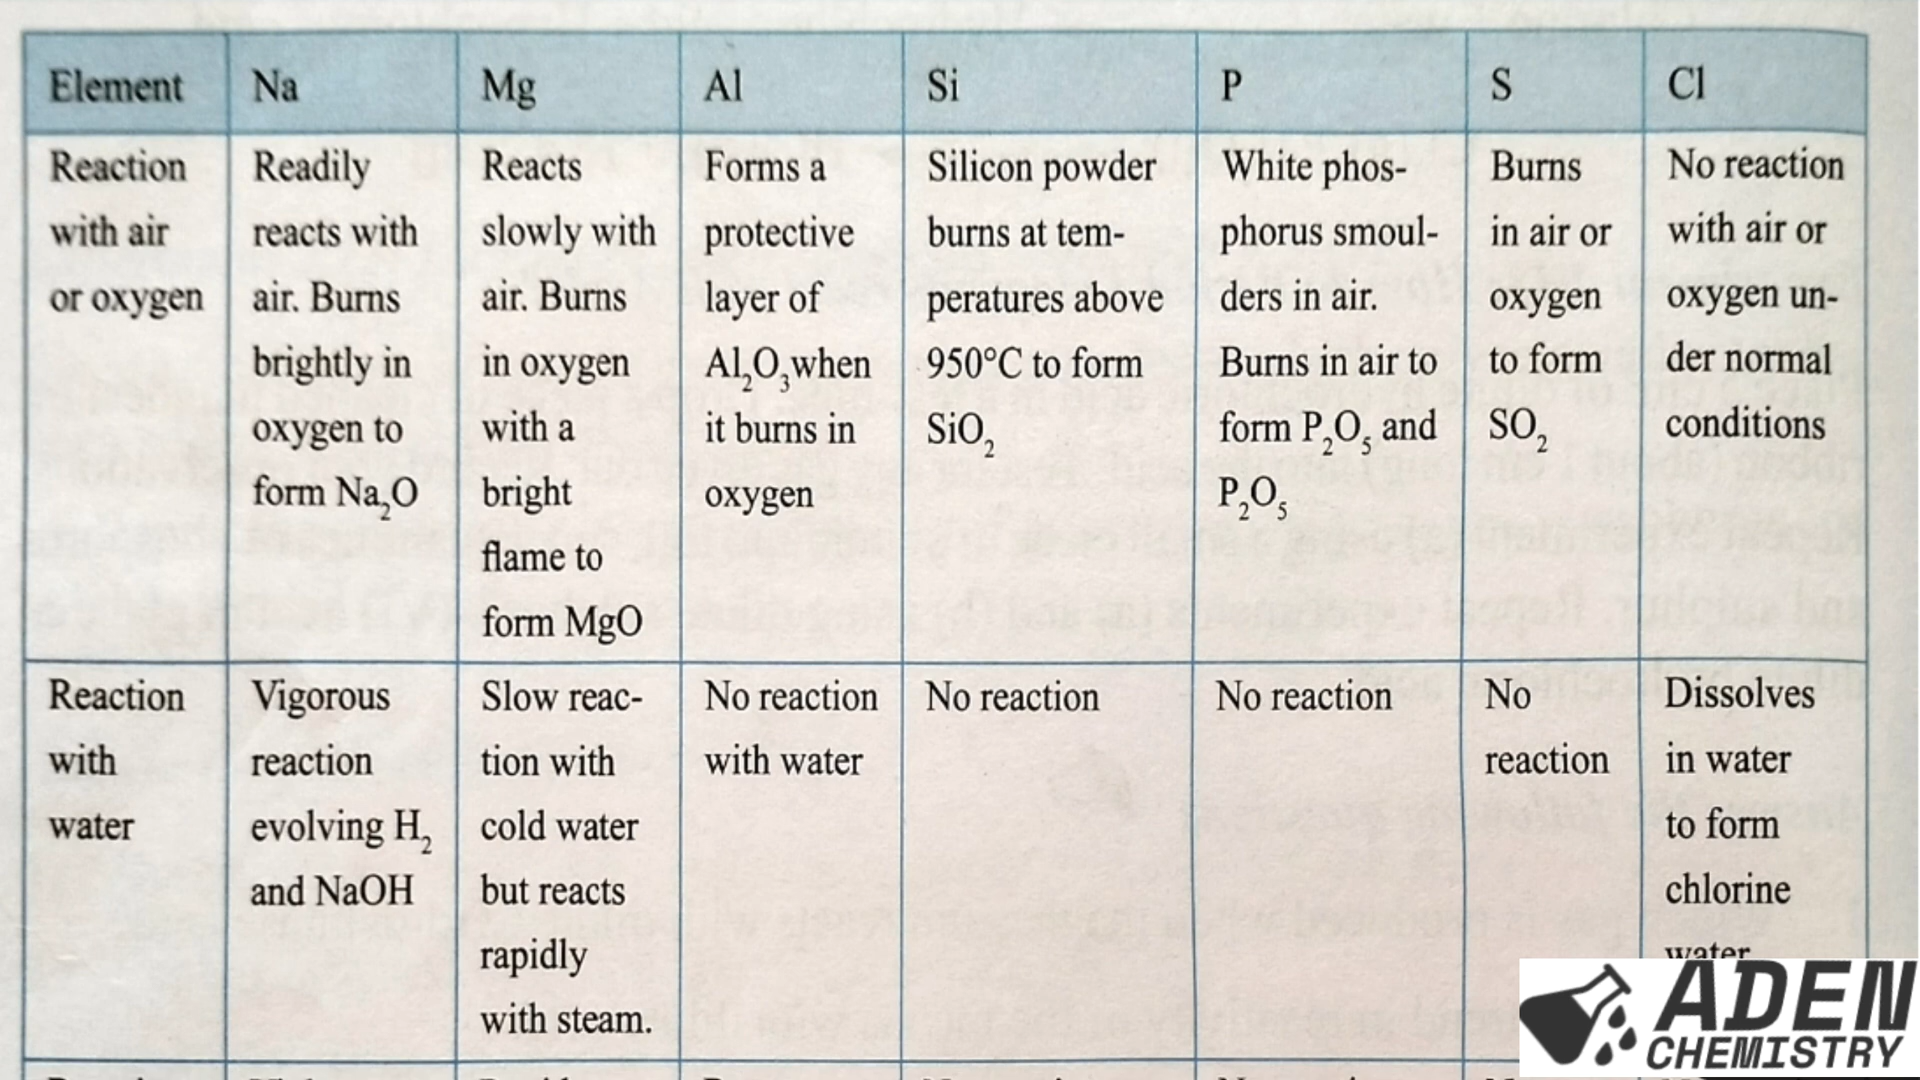 Element Na Mg Al Si P S Cl
Reaction
with air
or oxygen
Readily
reacts with
air. Burns
brightly in
oxygen to
form Na₂O
Reacts
slowly with
air. Burns
in oxygen
with a
bright
flame to
form MgO
Forms a
protective
layer of
Al₂O₃when
it burns in
oxygen
Silicon powder
burns at tem-
peratures above
950°C to form
SiO₂
White phos-
phorus smoul-
ders in air.
Burns in air to
form P₂O₅ and
P₂O₅
Burns
in air or
oxygen
to form
SO₂
No reaction
with air or
oxygen un-
der normal
conditions
Reaction
with
water
Vigorous
reaction
evolving H₂
and NaOH
Slow reac-
tion with
cold water
but reacts
rapidly
with steam.
No reaction
with water
No reaction
No reaction
No
reaction
Dissolves
in water
to form
chlorine
water
ADEN
CHEMISTRY